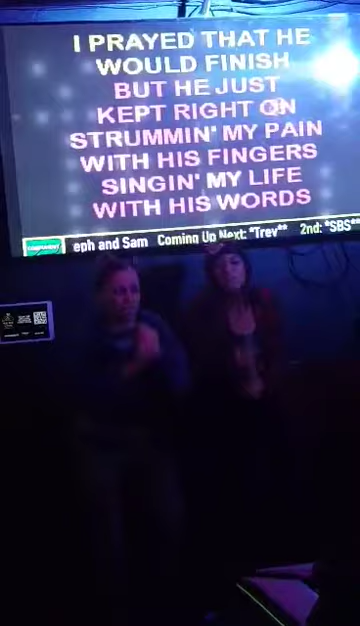 I PRAYED THAT HE
WOULD FINISH
BUT HE JUST
KEPT RIGHT ON
STRUMMIN' MY PAIN
WITH HIS FINGERS
SINGIN' MY LIFE
WITH HIS WORDS
eph and Sam Coming Up Next: *Trev** 2nd: *SBS**